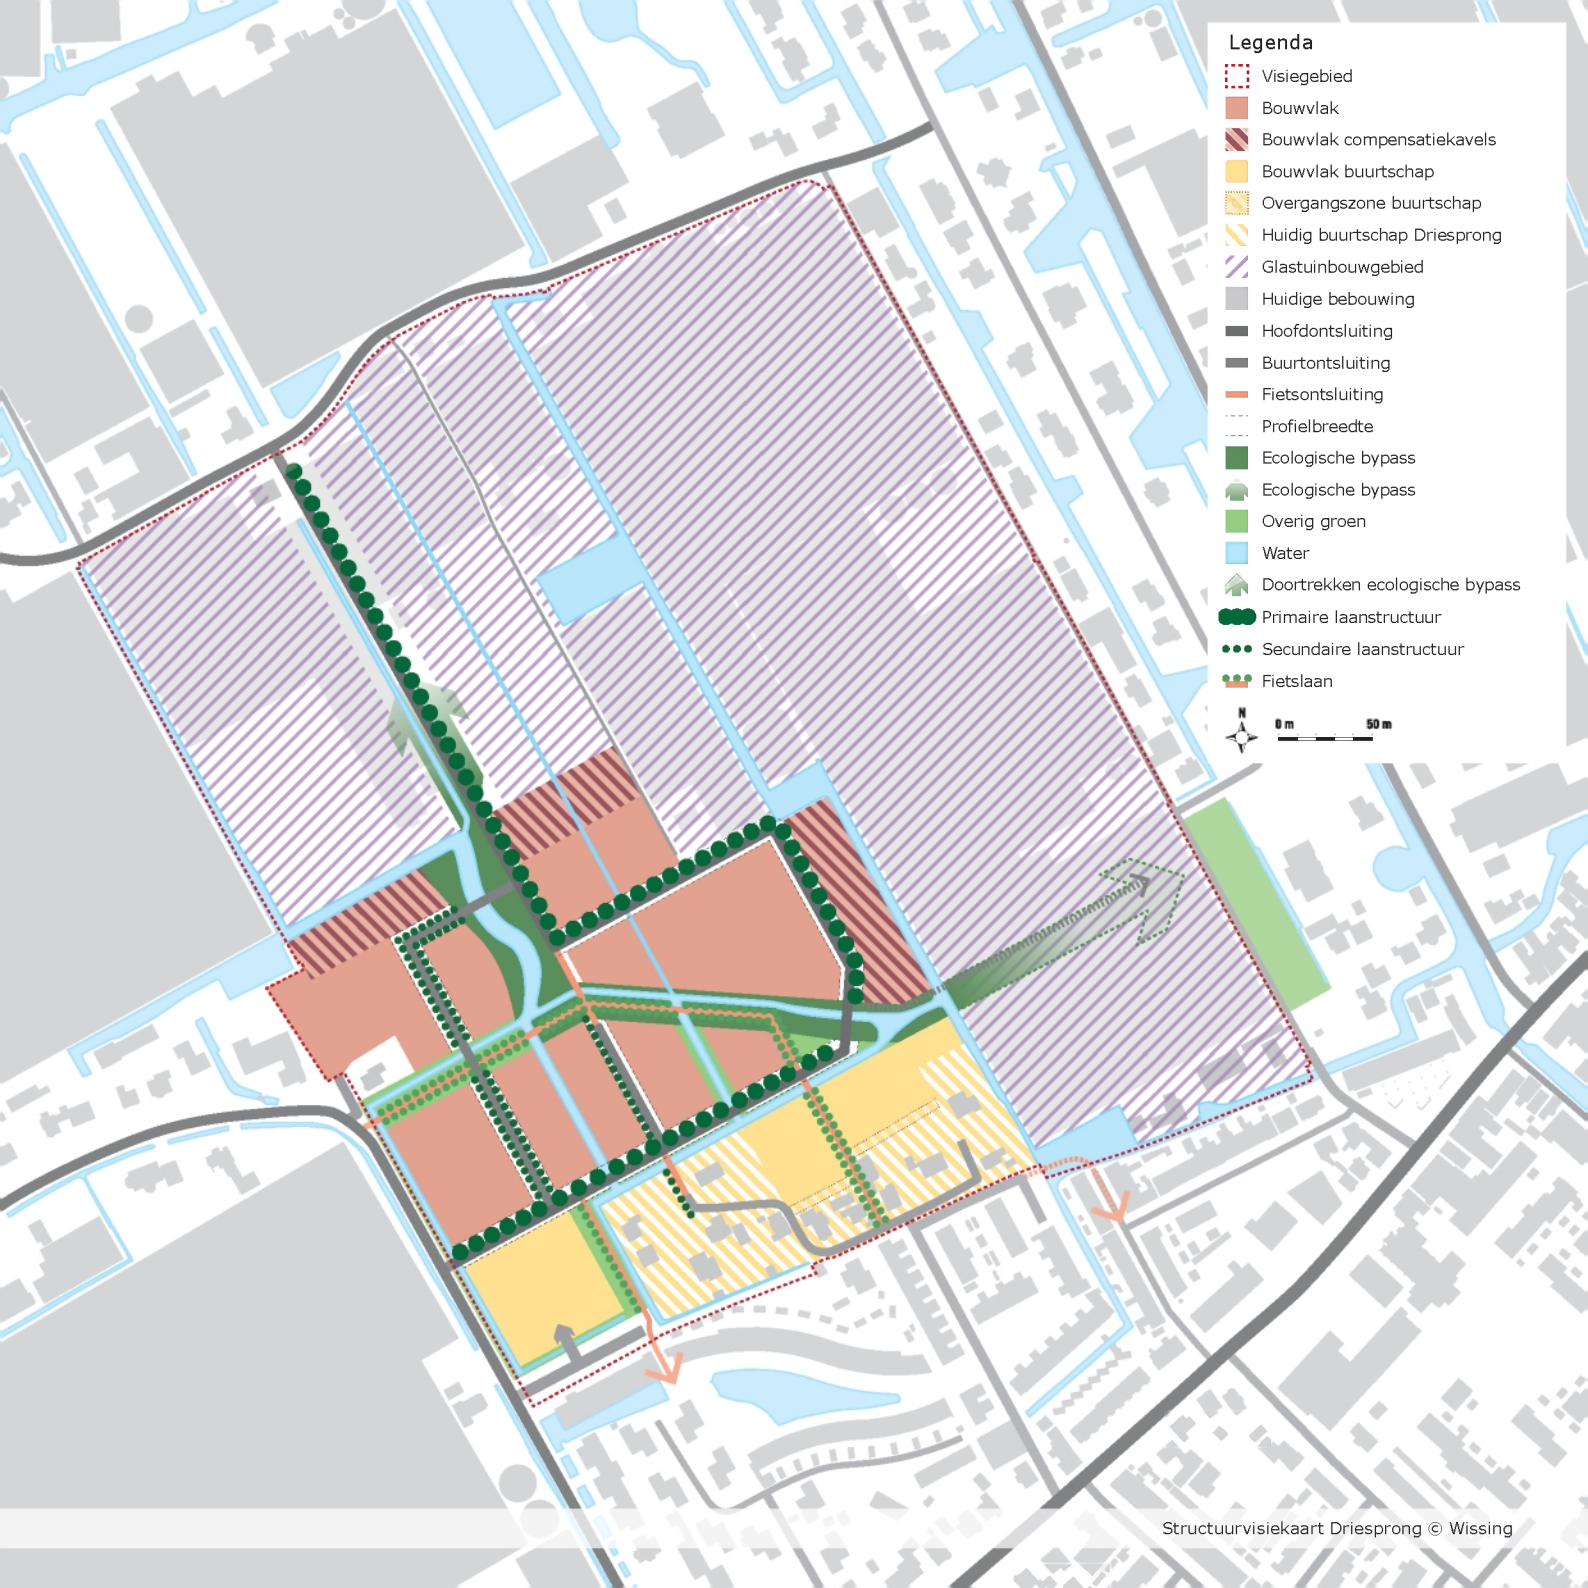 Legenda
Visiegebied
Bouwvlak
Bouwvlak compensatiekavels
Bouwvlak buurtschap
Overgangszone buurtschap
Huidig buurtschap Driesprong
Glastuinbouwgebied
Huidige bebouwing
Hoofdontsluiting
Buurtontsluiting
Fietsontsluiting
Profielbreedte
Ecologische bypass
Ecologische bypass
Overig groen
Water
Doortrekken ecologische bypass
Primaire laanstructuur
Secundaire laanstructuur
Fietslaan
N
0 m 50 m
Structuurvisiekaart Driesprong © Wissing